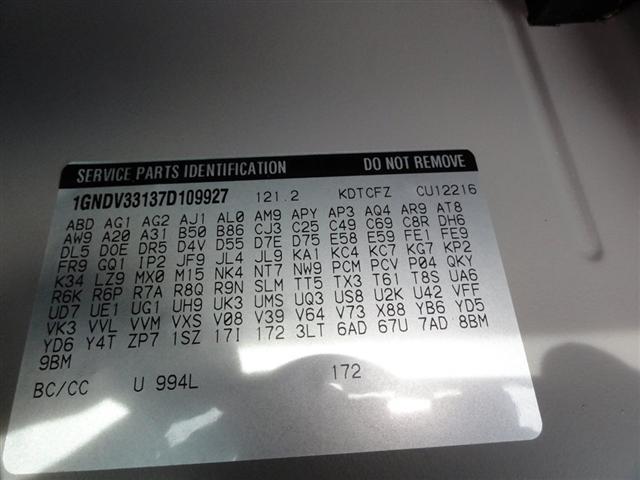 SERVICE PARTS IDENTIFICATION DO NOT REMOVE
1GNDV33137D109927 121.2 KDTCFZ CU12216
ABD AG1 AG2 AJ1 AL0 AM9 APY AP3 AQ4 AR9 AT8
AW9 A20 A31 B50 B86 CJ3 C25 C49 C69 C8R DH6
DL5 DOE DR5 D4V D55 D7E D75 E58 E59 FE1 FE9
FR9 GQ1 IP2 JF9 JL4 JL9 KA1 KC4 KC7 KG7 KP2
K34 LZ9 MX0 M15 NK4 NT7 NW9 PCM PCV P04 QKY
R6K R6P R7A R8Q R9N SLM TT5 TX3 T61 T8S UA6
UD7 UE1 UG1 UH9 UK3 UMS UQ3 US8 U2K U42 VFF
VK3 VVL VVM VXS V08 V39 V64 V73 X88 YB6 YD5
YD6 Y4T ZP7 1SZ 171 172 3LT 6AD 67U 7AD 8BM
9BM
BC/CC U 994L 172